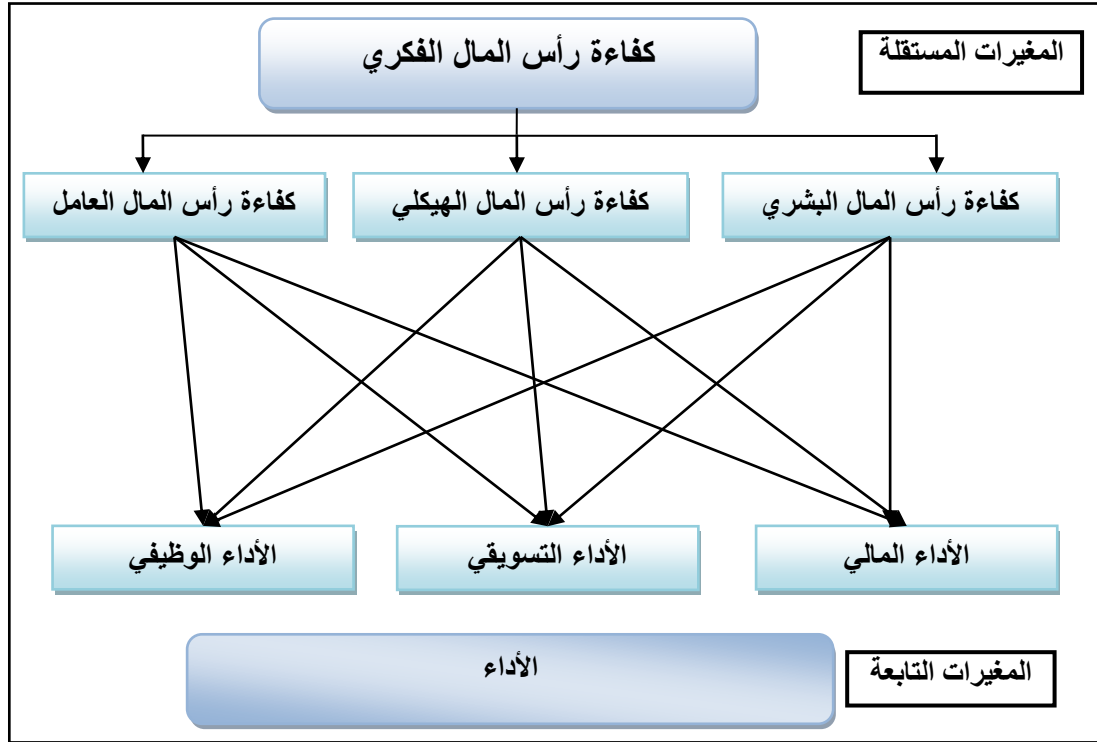 المغيرات المستقلة
كفاءة رأس المال الفكري
كفاءة رأس المال البشري
كفاءة رأس المال الهيكلي
كفاءة رأس المال العامل
الأداء المالي
الأداء التسويقي
الأداء الوظيفي
المغيرات التابعة
الأداء